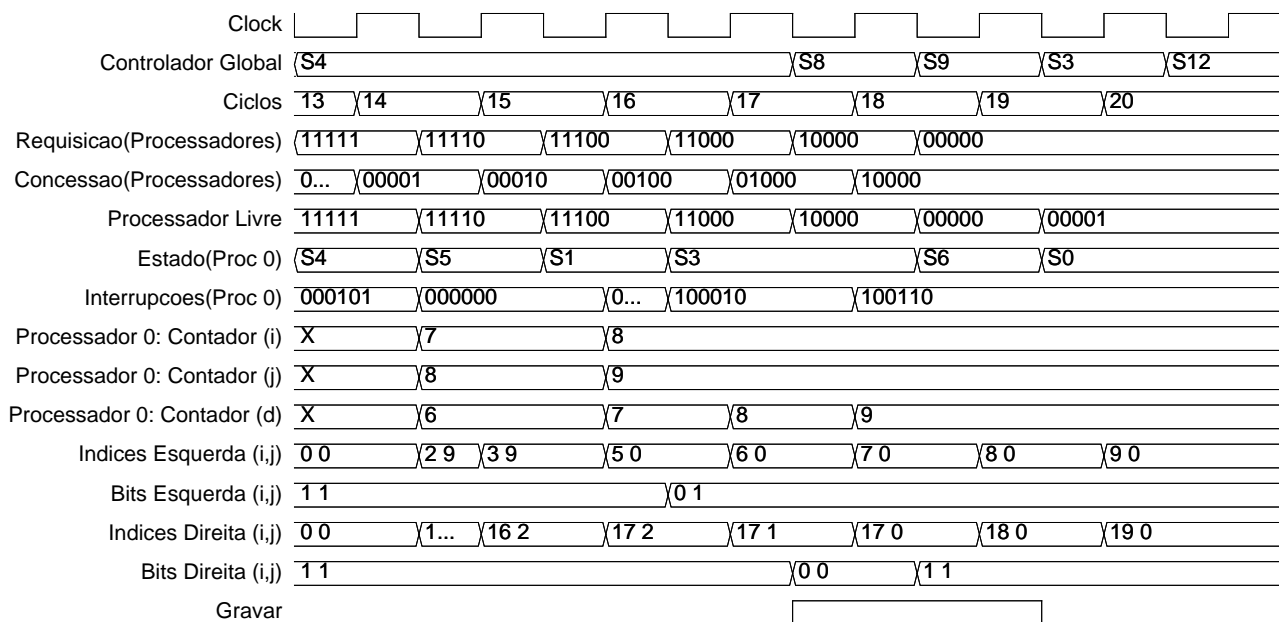 Clock
Controlador Global S4 S8 S9 S3 S12
Ciclos 13 14 15 16 17 18 19 20
Requisicao(Processadores) 11111 11110 11100 11000 10000 00000
Concessao(Processadores) 0... 00001 00010 00100 01000 10000
Processador Livre 11111 11110 11100 11000 10000 00000 00001
Estado(Proc 0) S4 S5 S1 S3 S6 S0
Interrupcoes(Proc 0) 000101 000000 0... 100010 100110
Processador 0: Contador (i) X 7 8
Processador 0: Contador (j) X 8 9
Processador 0: Contador (d) X 6 7 8 9
Indices Esquerda (i,j) 0 0 2 9 3 9 5 0 6 0 7 0 8 0 9 0
Bits Esquerda (i,j) 1 1 0 1
Indices Direita (i,j) 0 0 1... 16 2 17 2 17 1 17 0 18 0 19 0
Bits Direita (i,j) 1 1 0 0 1 1
Gravar